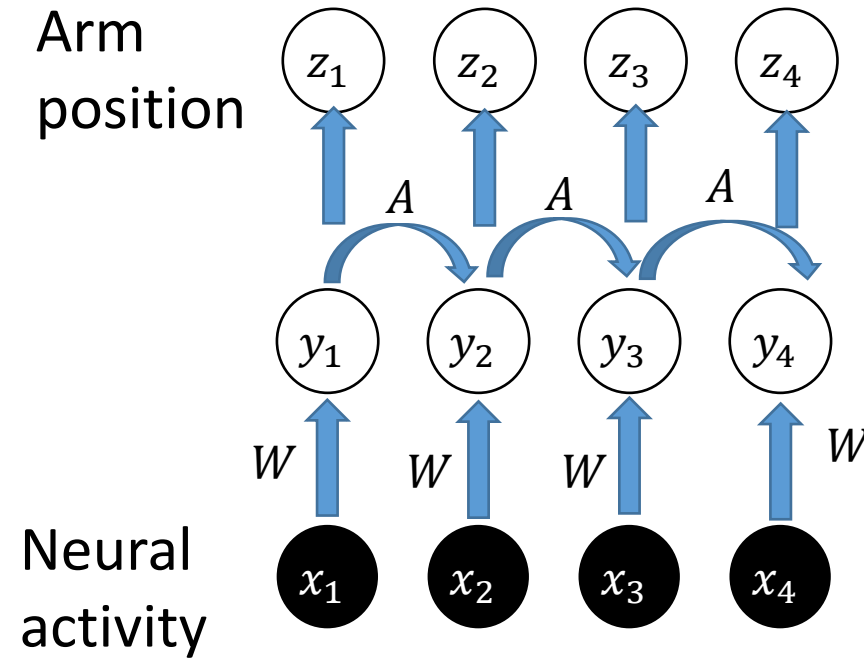 Arm
position
z₁ z₂ z₃ z₄
A A A
y₁ y₂ y₃ y₄
W W W W
Neural
activity
x₁ x₂ x₃ x₄